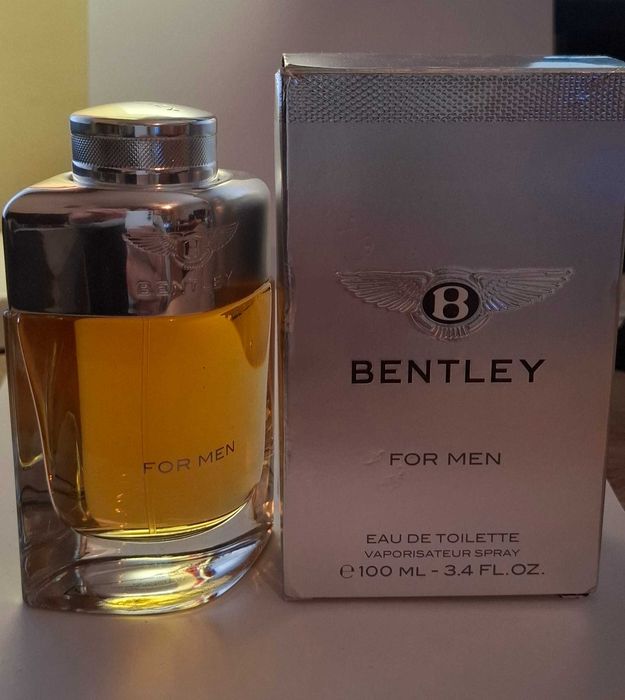 BENTLEY
FOR MEN
B
BENTLEY
FOR MEN
EAU DE TOILETTE
VAPORISATEUR SPRAY
℮100 ML - 3.4 FL.OZ.